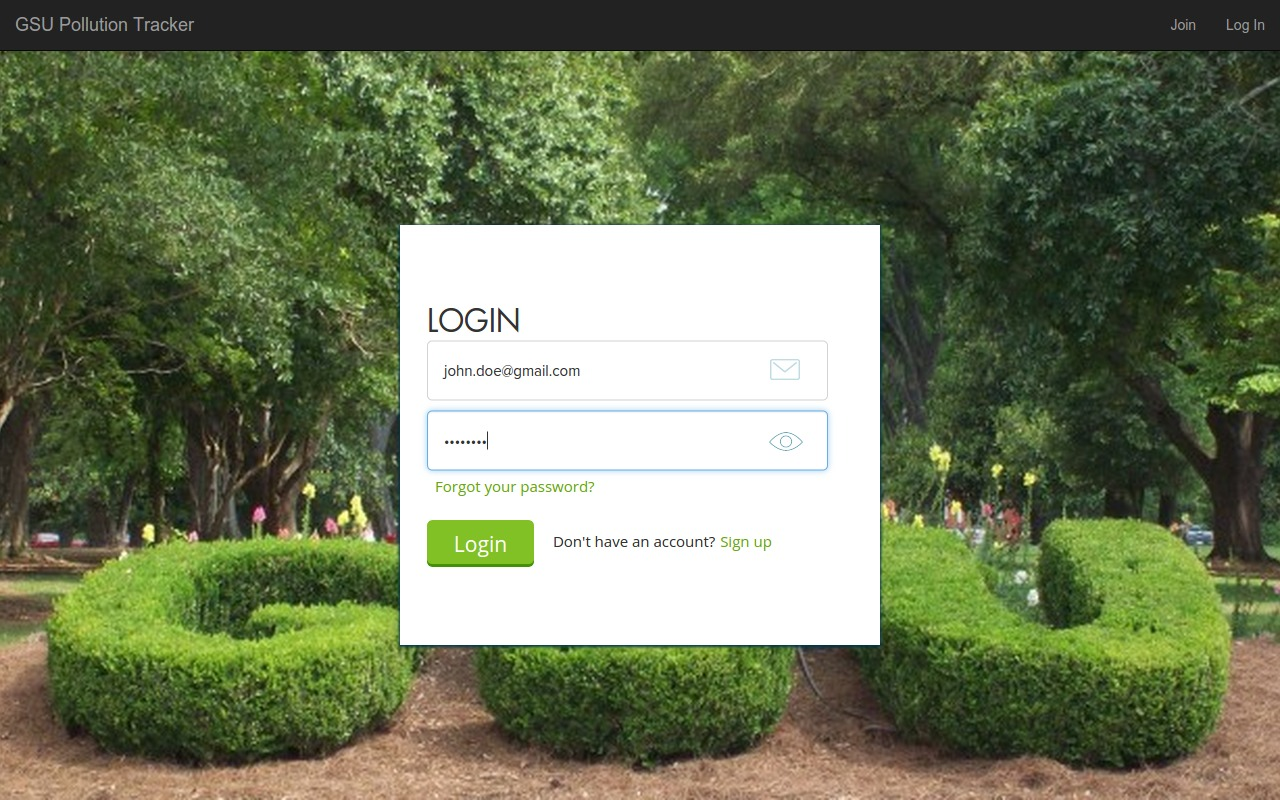 GSU Pollution Tracker
Join
Log In
LOGIN
john.doe@gmail.com
••••••••
Forgot your password?
Login
Don't have an account? Sign up
GSU